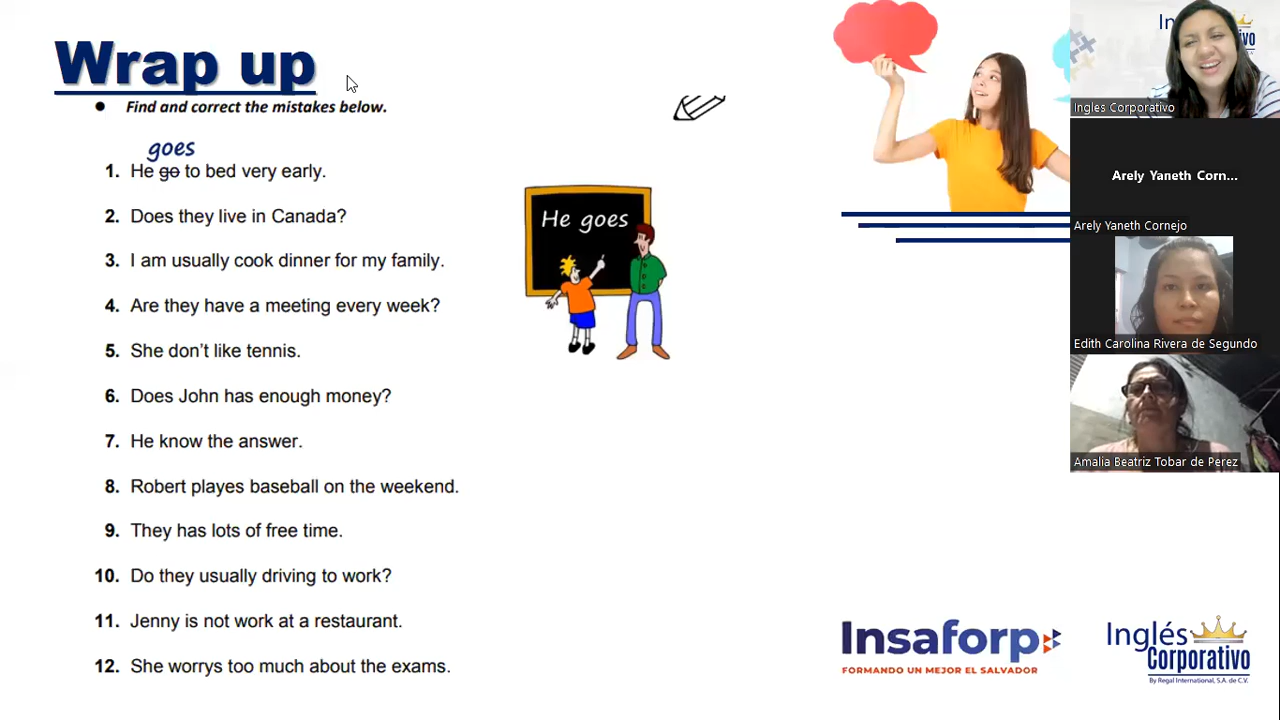 Wrap up
● Find and correct the mistakes below.
goes
1. He go to bed very early.
2. Does they live in Canada?
3. I am usually cook dinner for my family.
4. Are they have a meeting every week?
5. She don't like tennis.
6. Does John has enough money?
7. He know the answer.
8. Robert playes baseball on the weekend.
9. They has lots of free time.
10. Do they usually driving to work?
11. Jenny is not work at a restaurant.
12. She worrys too much about the exams.
He goes
Insaforp
FORMANDO UN MEJOR EL SALVADOR
Inglés
Corporativo
By Regal International, S.A. de C.V.
Ingles Corporativo
Arely Yaneth Corn...
Arely Yaneth Cornejo
Edith Carolina Rivera de Segundo
Amalia Beatriz Tobar de Perez